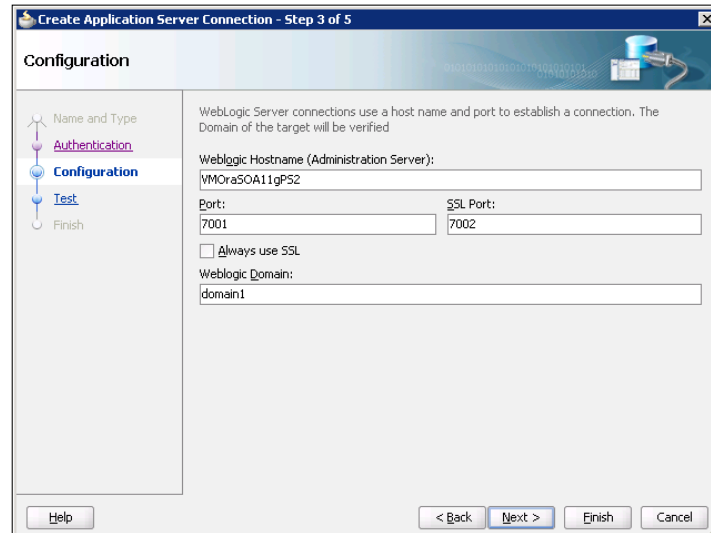 Create Application Server Connection - Step 3 of 5
Configuration
010101010101010101010101
01010101010
Name and Type
Authentication
Configuration
Test
Finish
WebLogic Server connections use a host name and port to establish a connection. The
Domain of the target will be verified
Weblogic Hostname (Administration Server):
VMOraSOA11gPS2
Port:
SSL Port:
7001
7002
Always use SSL
Weblogic Domain:
domain1
Help
< Back
Next >
Finish
Cancel